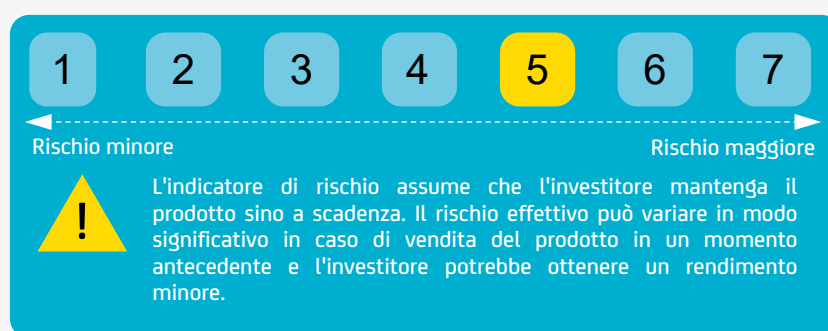 1 2 3 4 5 6 7
Rischio minore Rischio maggiore
!
L'indicatore di rischio assume che l'investitore mantenga il
prodotto sino a scadenza. Il rischio effettivo può variare in modo
significativo in caso di vendita del prodotto in un momento
antecedente e l'investitore potrebbe ottenere un rendimento
minore.